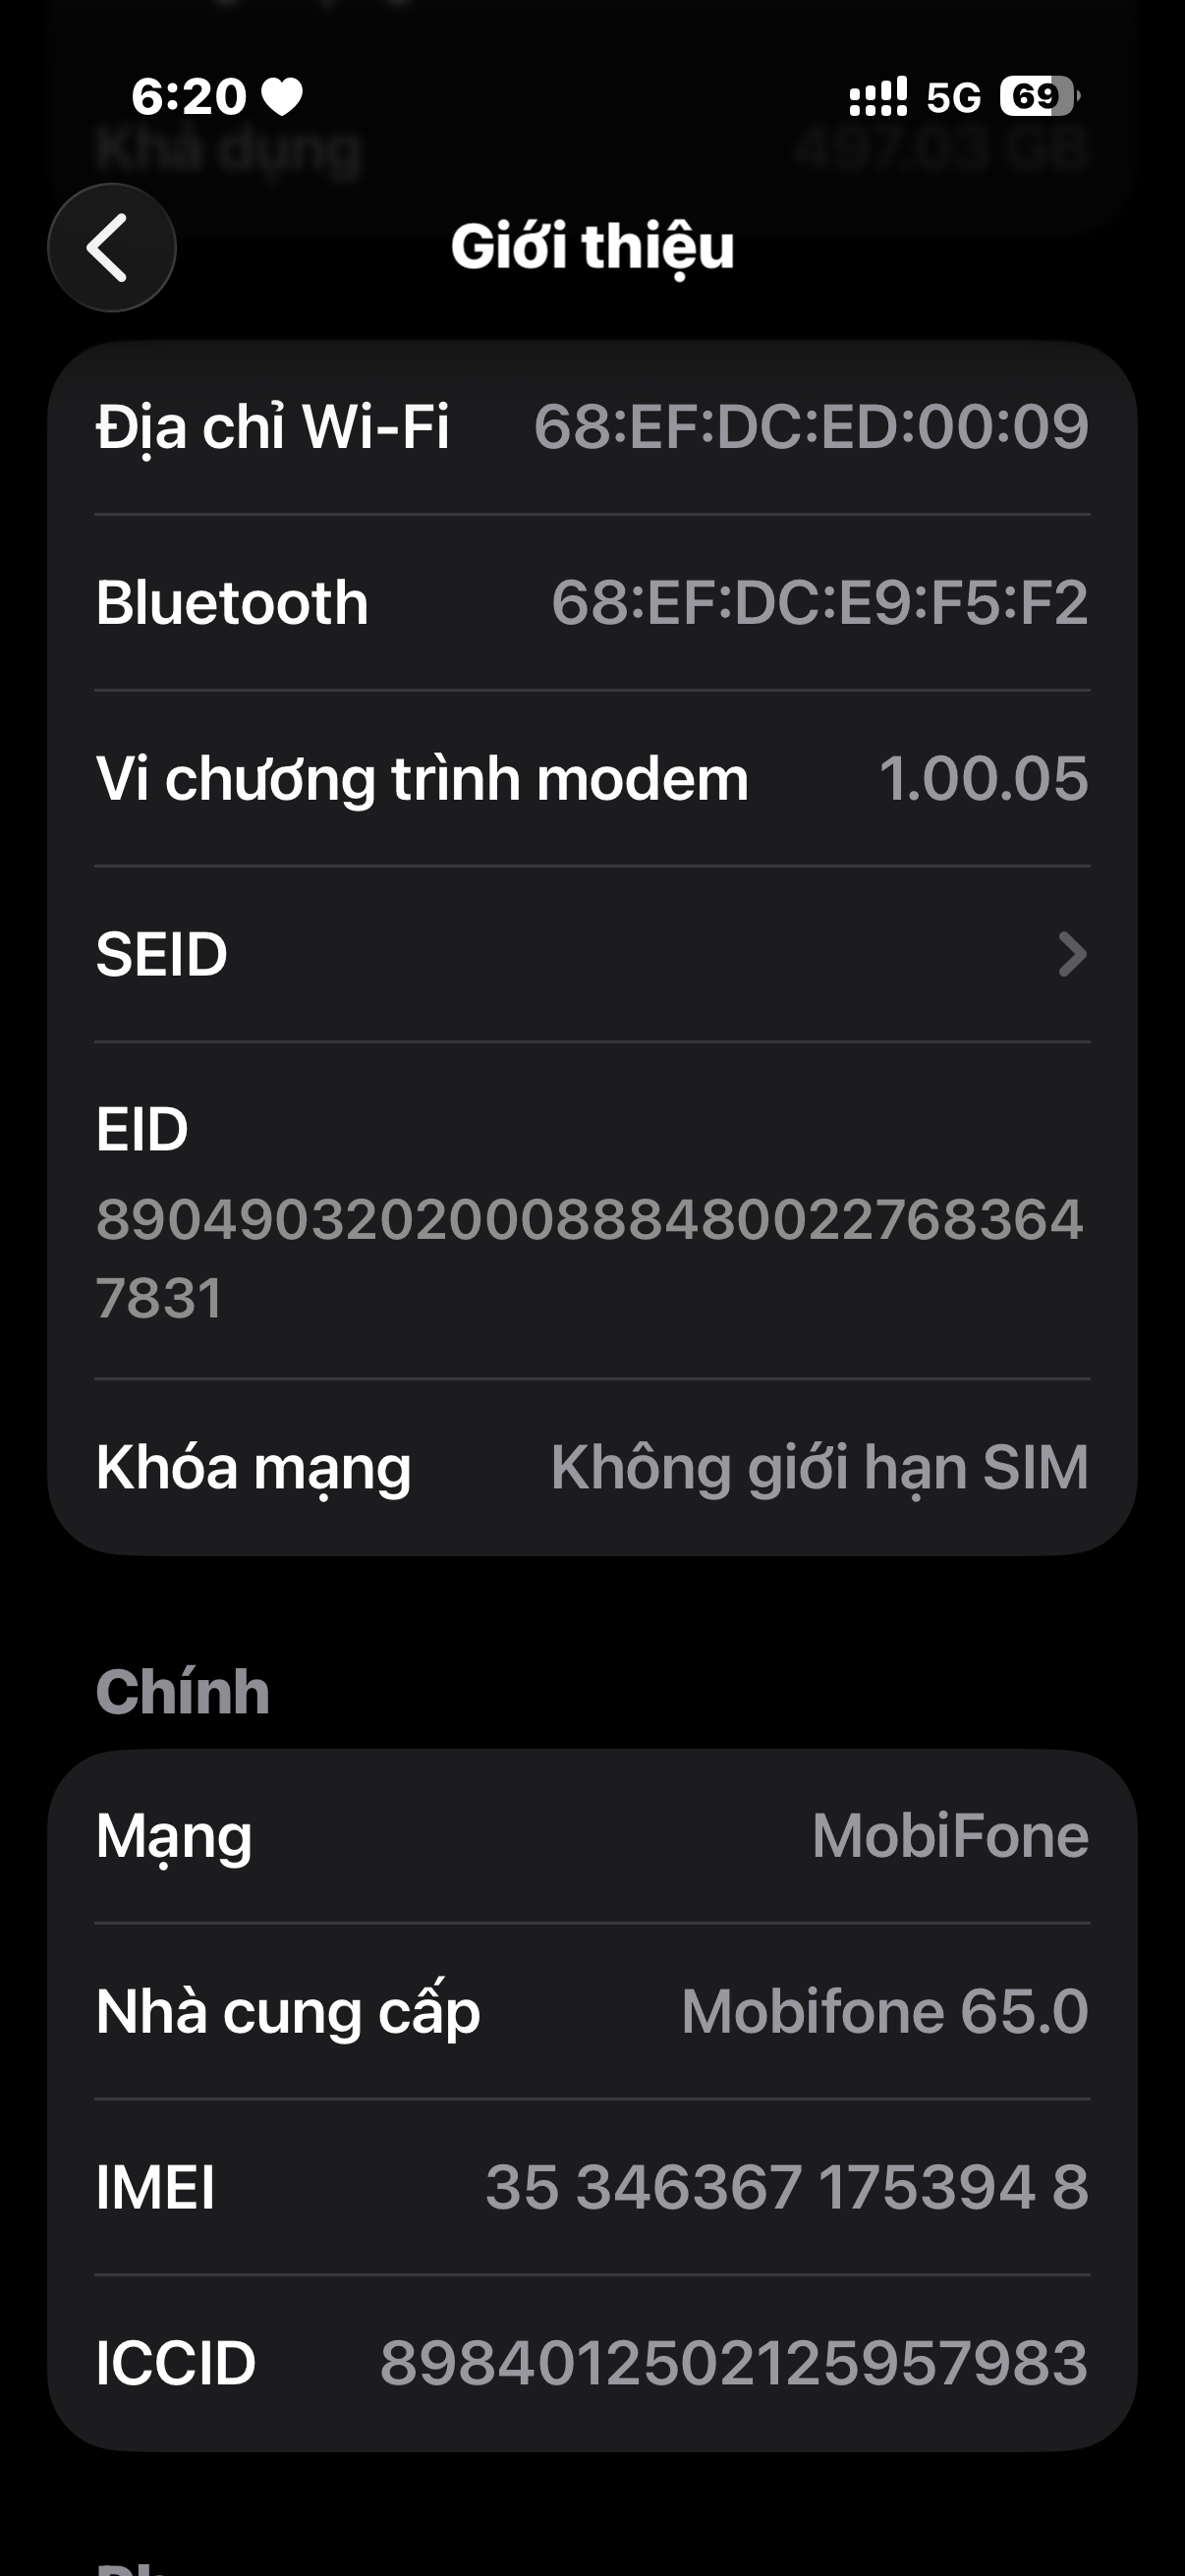 6:20 5G 69
Khả dụng 497.03 GB
Giới thiệu
Địa chỉ Wi-Fi 68:EF:DC:ED:00:09
Bluetooth 68:EF:DC:E9:F5:F2
Vi chương trình modem 1.00.05
SEID
EID
8904903202000888480022768364
7831
Khóa mạng Không giới hạn SIM
Chính
Mạng MobiFone
Nhà cung cấp Mobifone 65.0
IMEI 35 346367 175394 8
ICCID 8984012502125957983